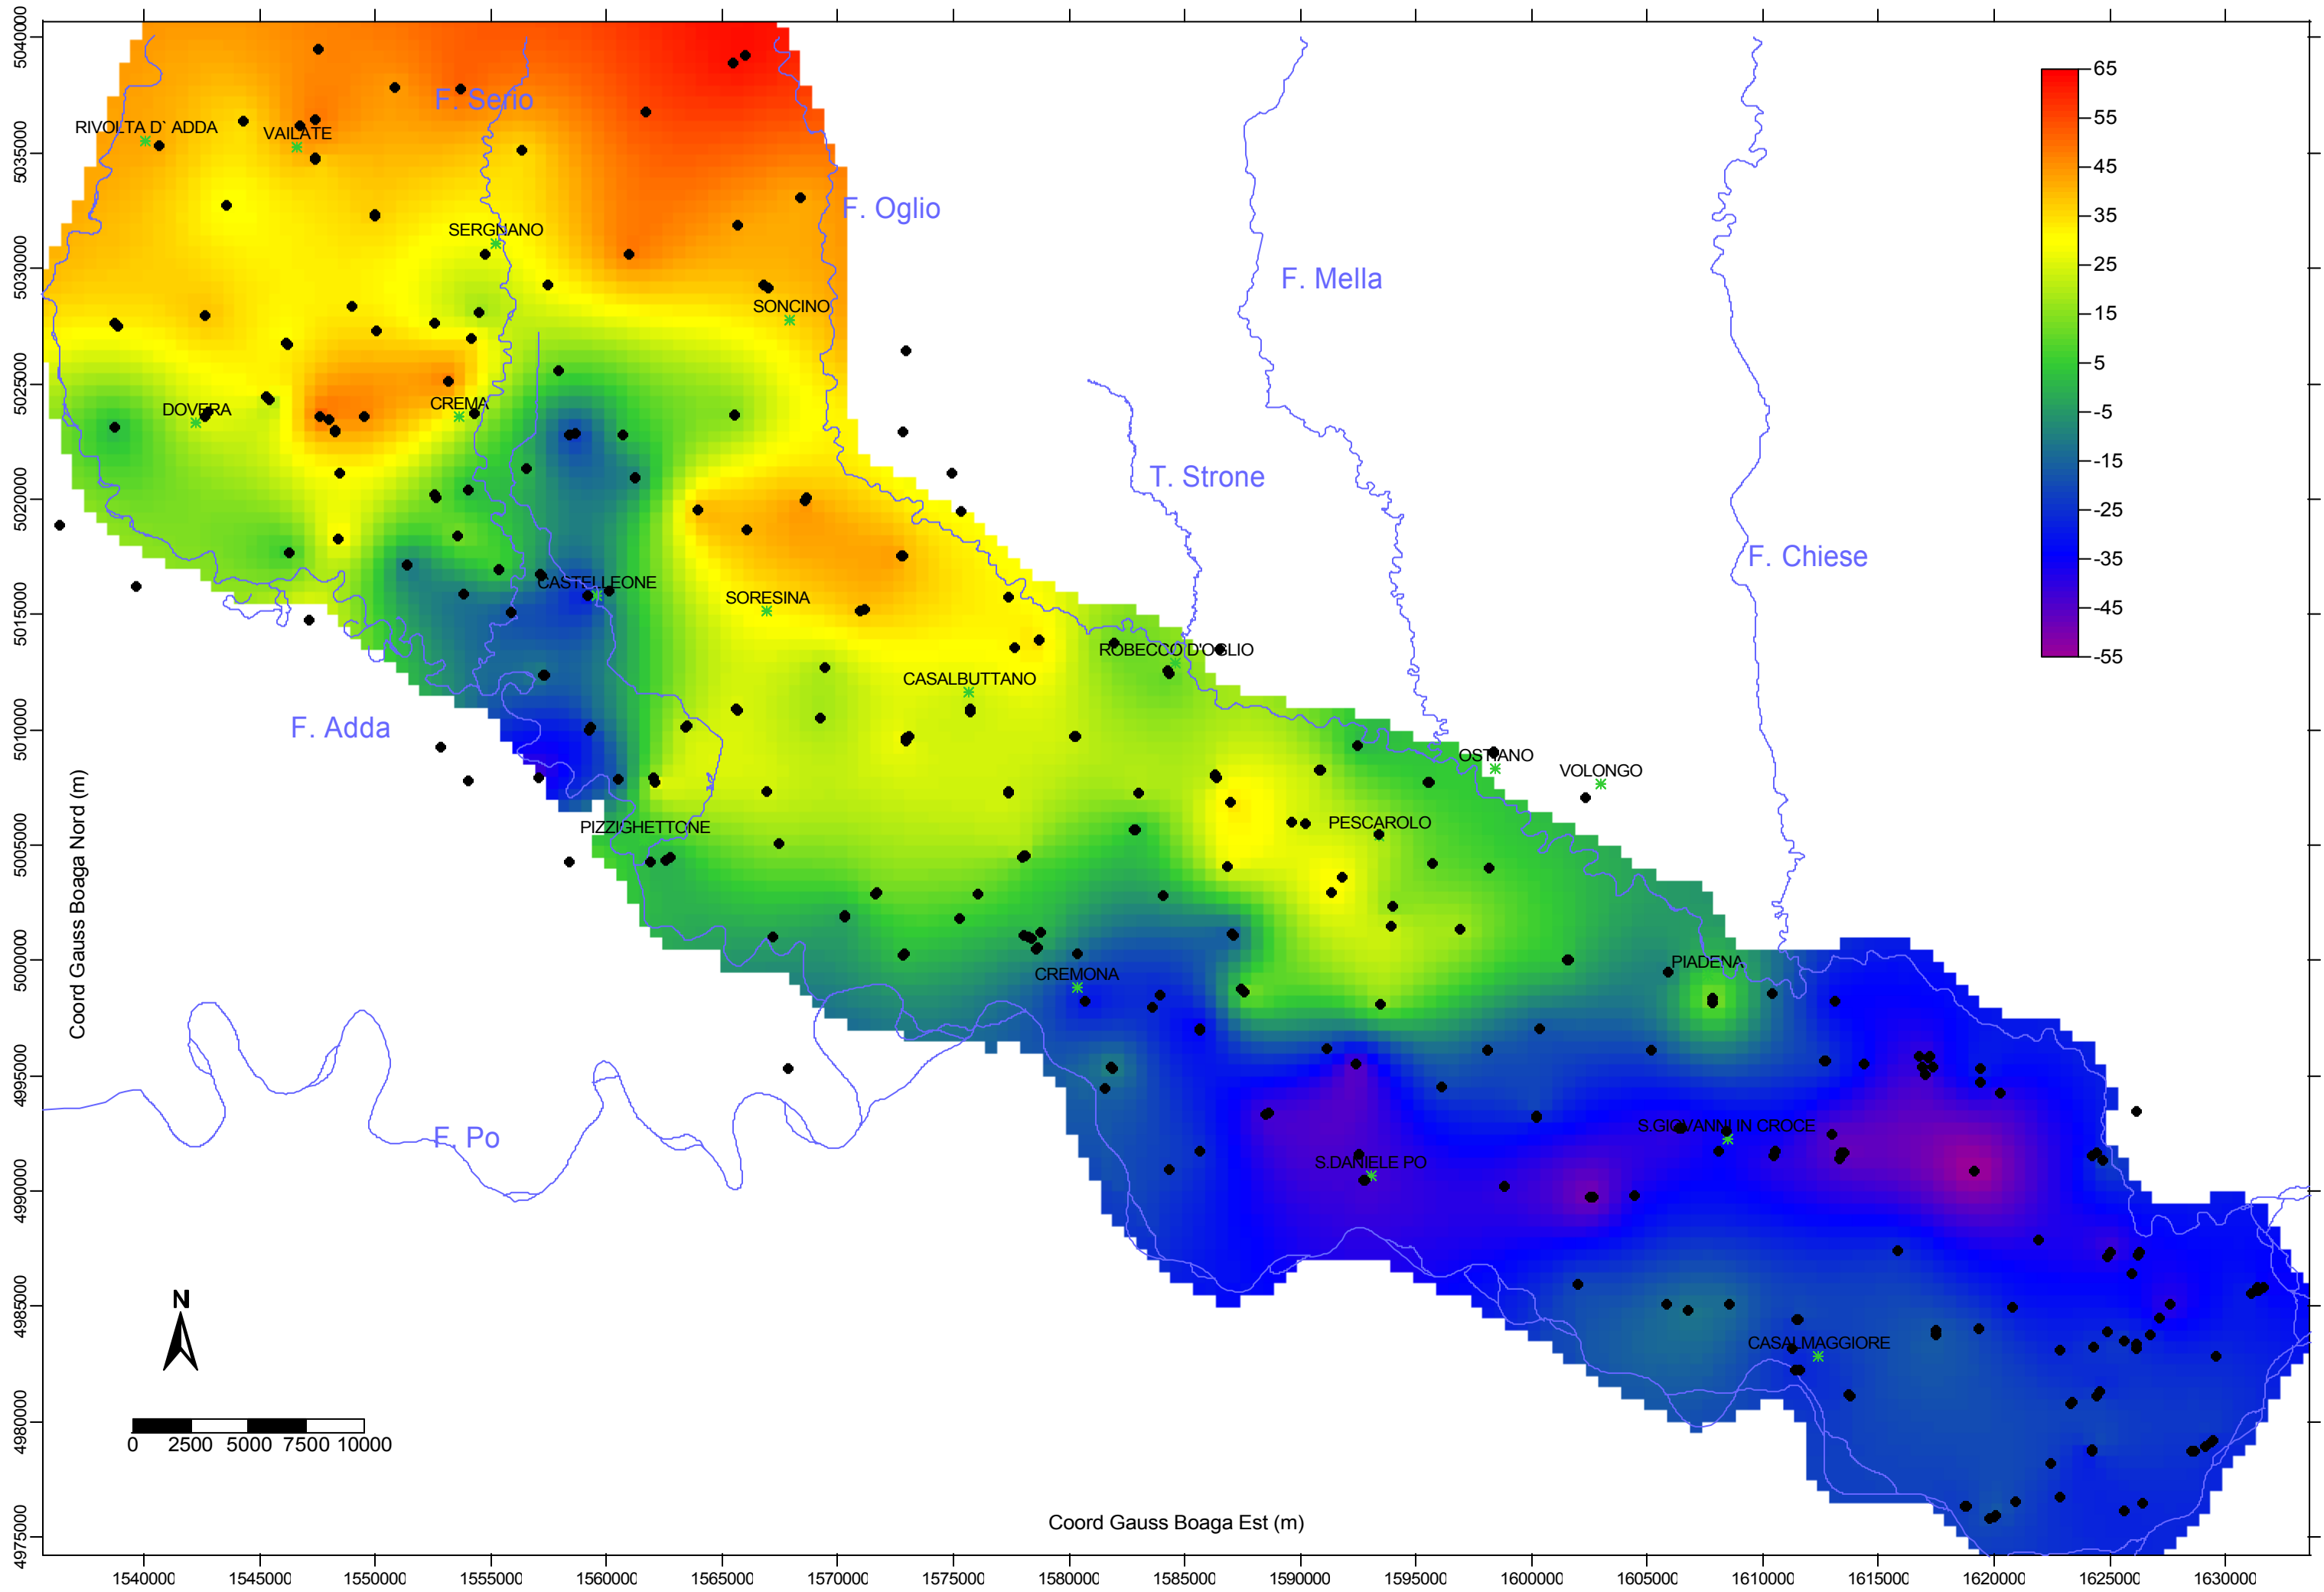 5040000
5035000
5030000
5025000
5020000
5015000
5010000
5005000
5000000
4995000
4990000
4985000
4980000
4975000
Coord Gauss Boaga Nord (m)
F. Serio
RIVOLTA D` ADDA
VAILATE
F. Oglio
SERGNANO
F. Mella
SONCINO
DOVERA
CREMA
T. Strone
F. Chiese
CASTELLEONE
SORESINA
ROBECCO D'OGLIO
CASALBUTTANO
F. Adda
OSTIANO
VOLONGO
PIZZIGHETTONE
PESCAROLO
PIADENA
CREMONA
F. Po
S.GIOVANNI IN CROCE
S.DANIELE PO
CASALMAGGIORE
65
55
45
35
25
15
5
-5
-15
-25
-35
-45
-55
N
0 2500 5000 7500 10000
Coord Gauss Boaga Est (m)
1540000 1545000 1550000 1555000 1560000 1565000 1570000 1575000 1580000 1585000 1590000 1595000 1600000 1605000 1610000 1615000 1620000 1625000 1630000